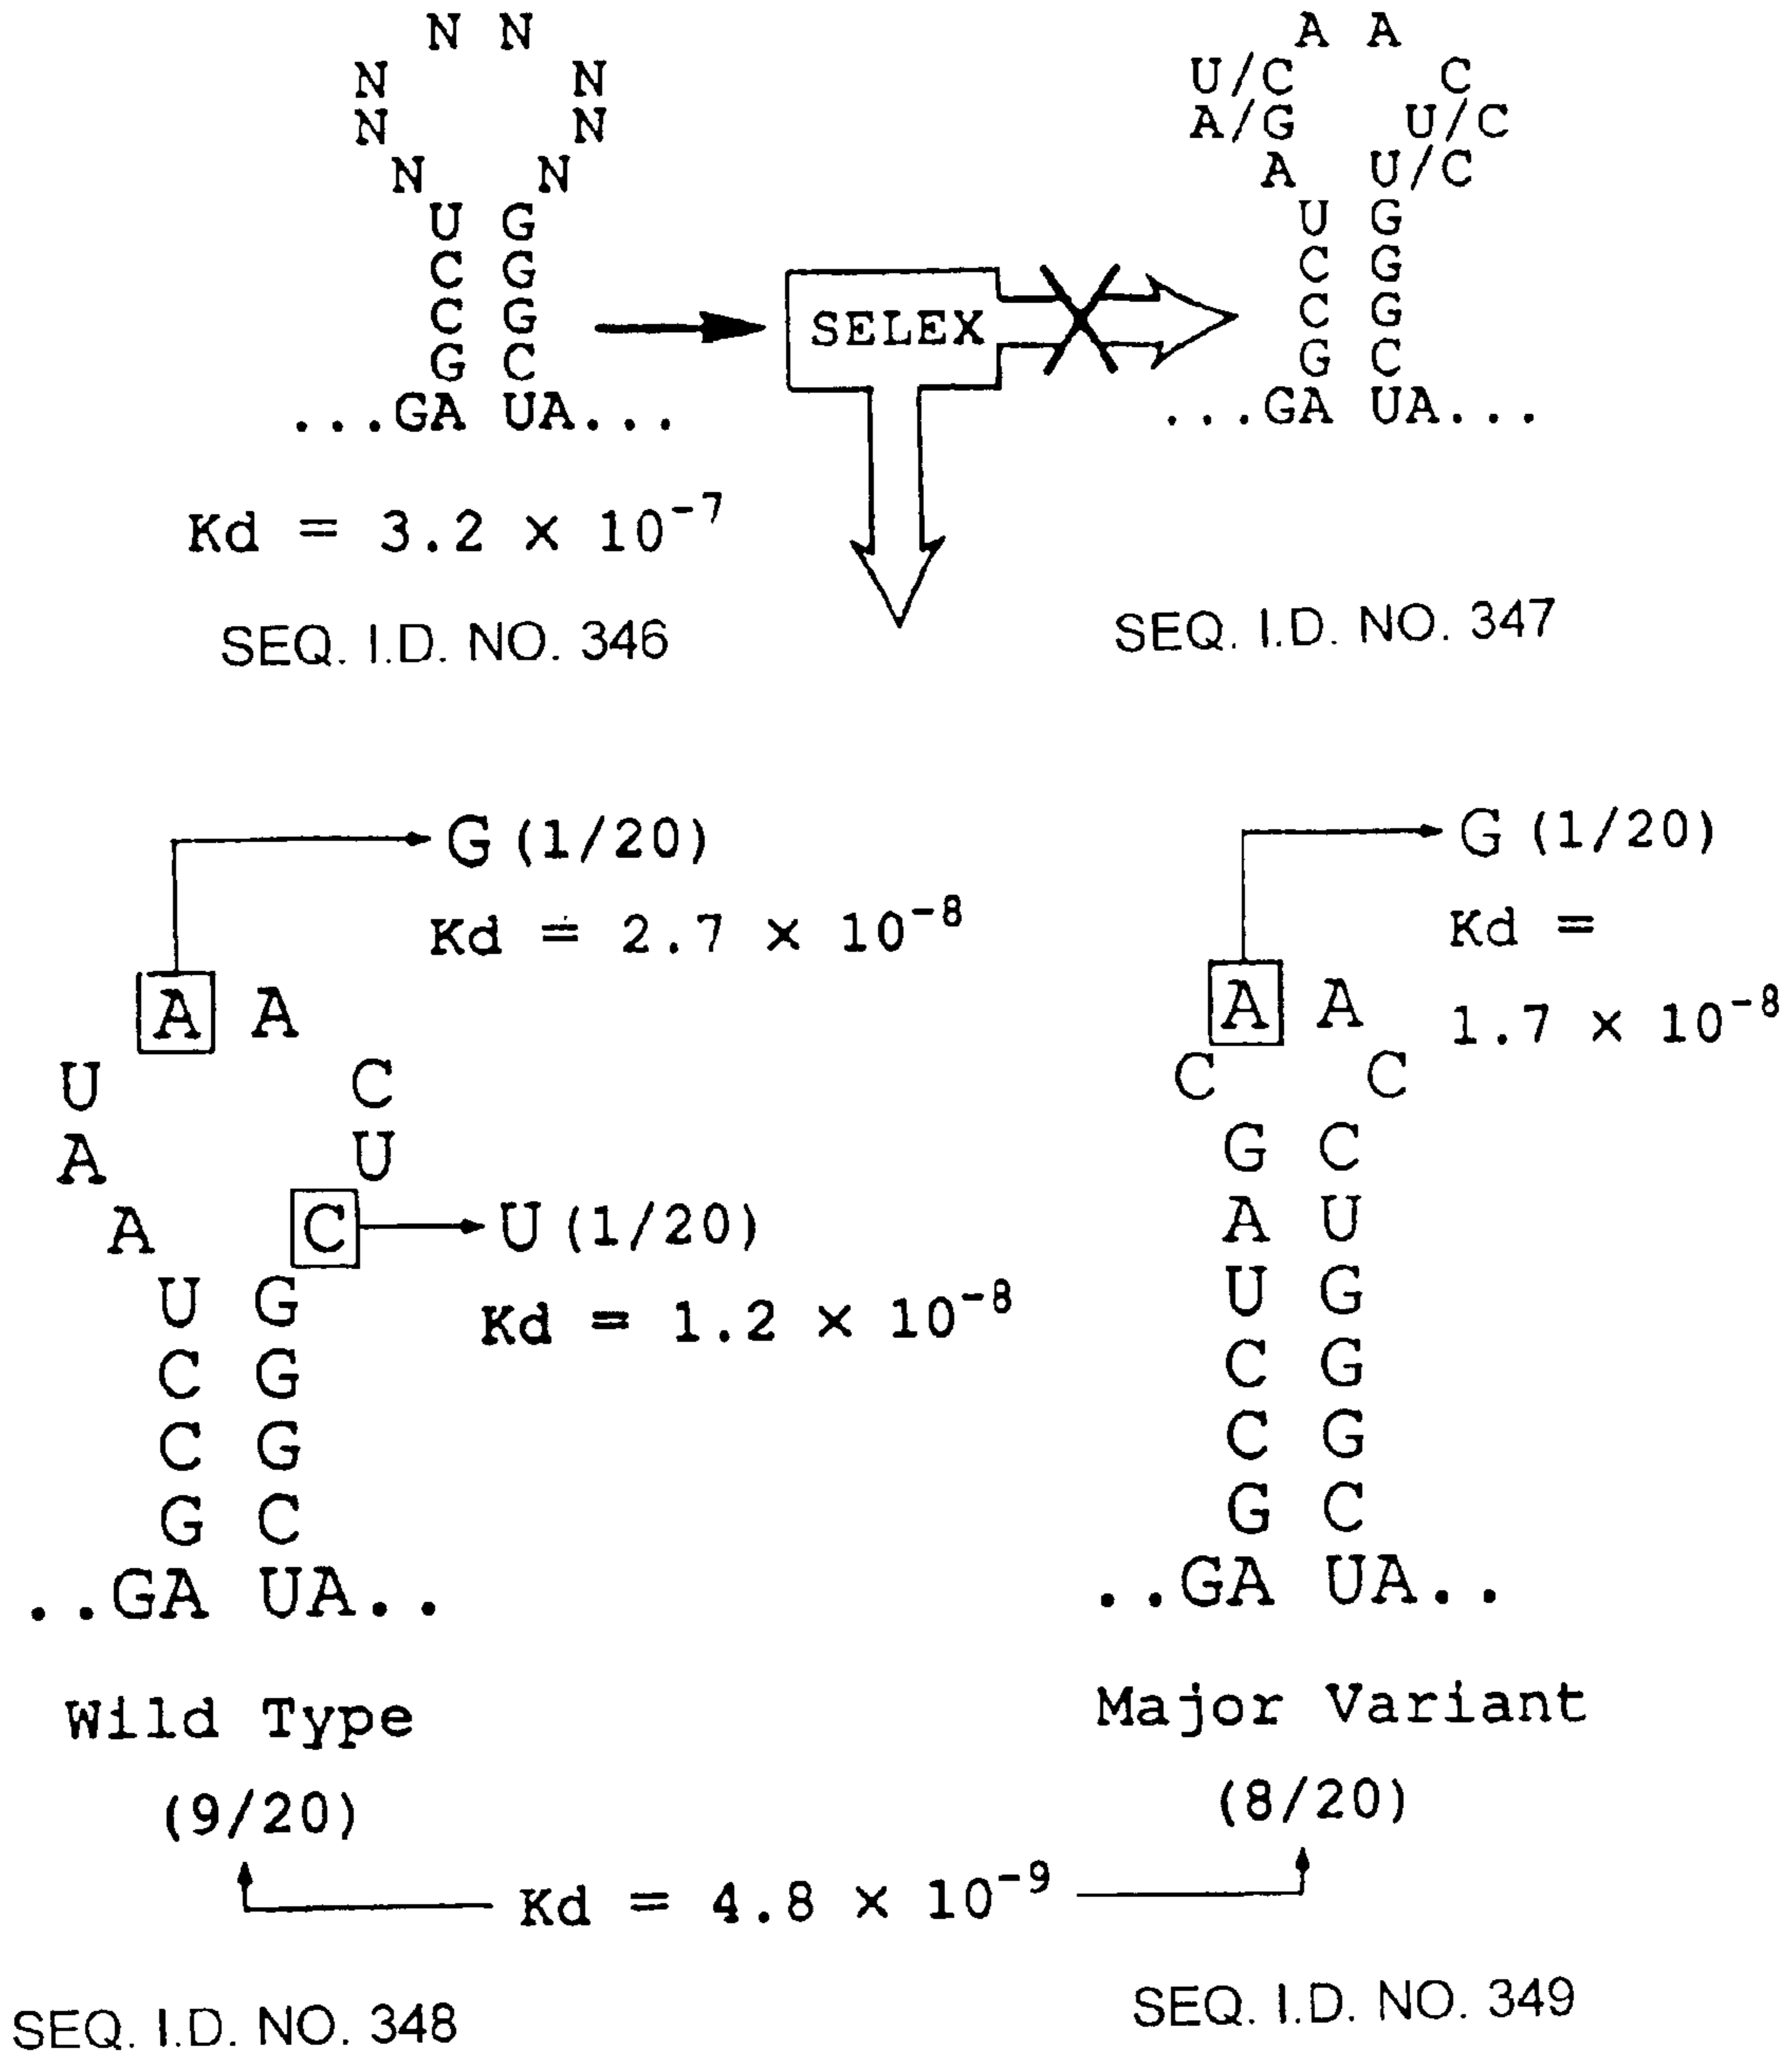 N N
N N
N N
N N
U G
C G
C G
G C
...GA UA...
Kd = 3.2 × 10⁻⁷
SEQ. I.D. NO. 346
SELEX
A A
U/C C
A/G U/C
A U/C
U G
C G
C G
G C
...GA UA...
SEQ. I.D. NO. 347
G (1/20)
Kd = 2.7 × 10⁻⁸
A A
U C
A U
A C U (1/20)
Kd = 1.2 × 10⁻⁸
U G
C G
C G
G C
..GA UA..
Wild Type
(9/20)
SEQ. I.D. NO. 348
G (1/20)
Kd =
1.7 × 10⁻⁸
A A
C C
G C
A U
U G
C G
C G
G C
..GA UA..
Major Variant
(8/20)
Kd = 4.8 × 10⁻⁹
SEQ. I.D. NO. 349